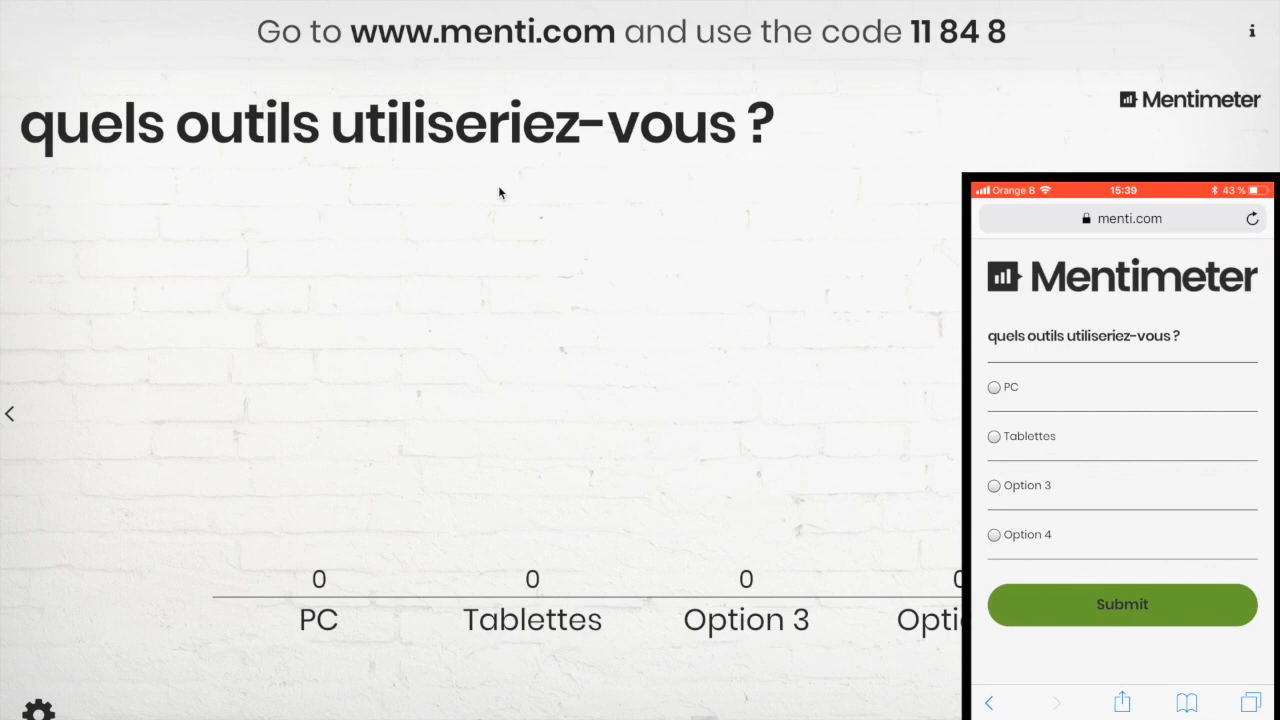 Go to www.menti.com and use the code 11 84 8
Mentimeter
quels outils utiliseriez-vous ?
0 0 0 0
PC Tablettes Option 3 Opti
Orange B 15:39 43 %
menti.com
Mentimeter
quels outils utiliseriez-vous ?
PC
Tablettes
Option 3
Option 4
Submit